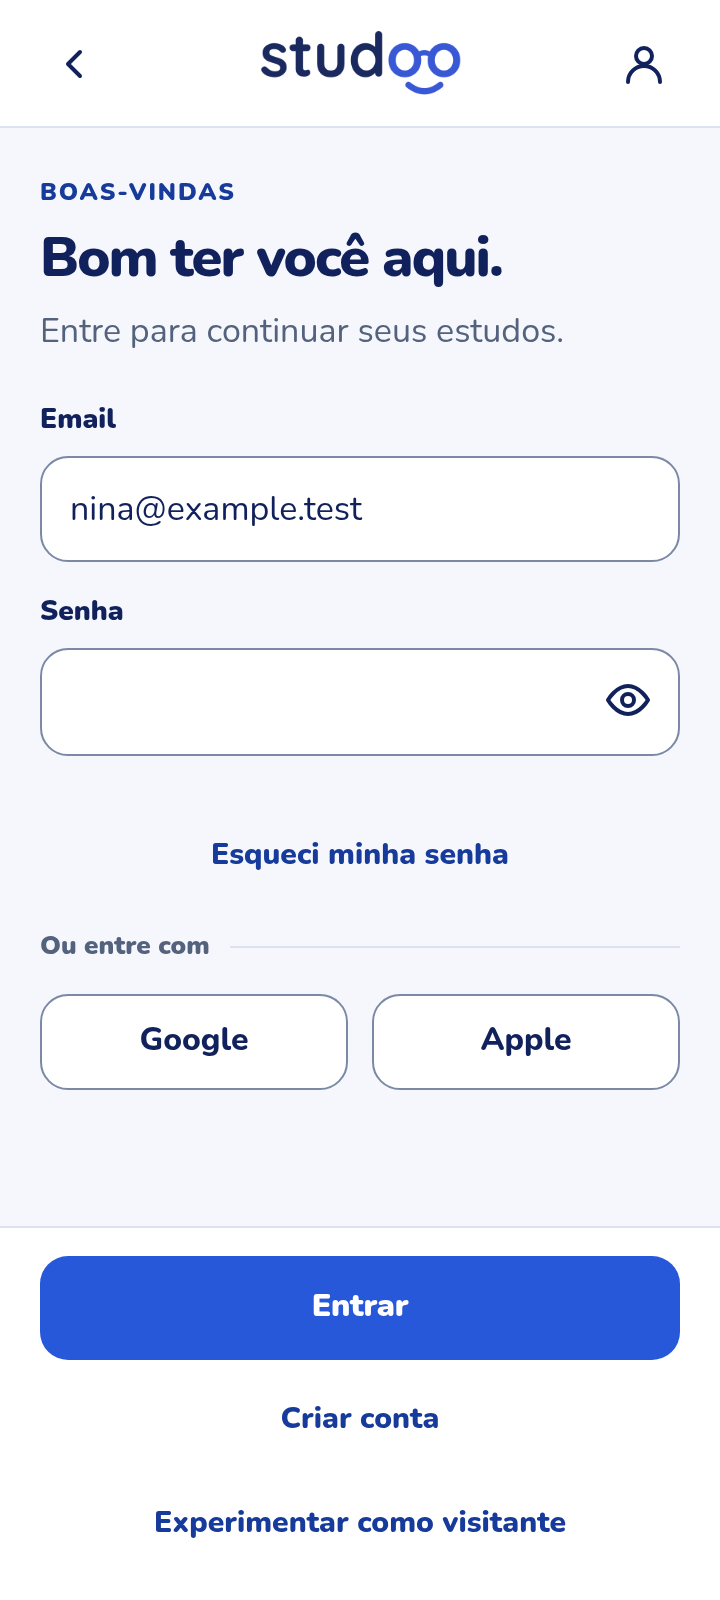 studoo
BOAS-VINDAS
Bom ter você aqui.
Entre para continuar seus estudos.
Email
nina@example.test
Senha
Esqueci minha senha
Ou entre com
Google
Apple
Entrar
Criar conta
Experimentar como visitante